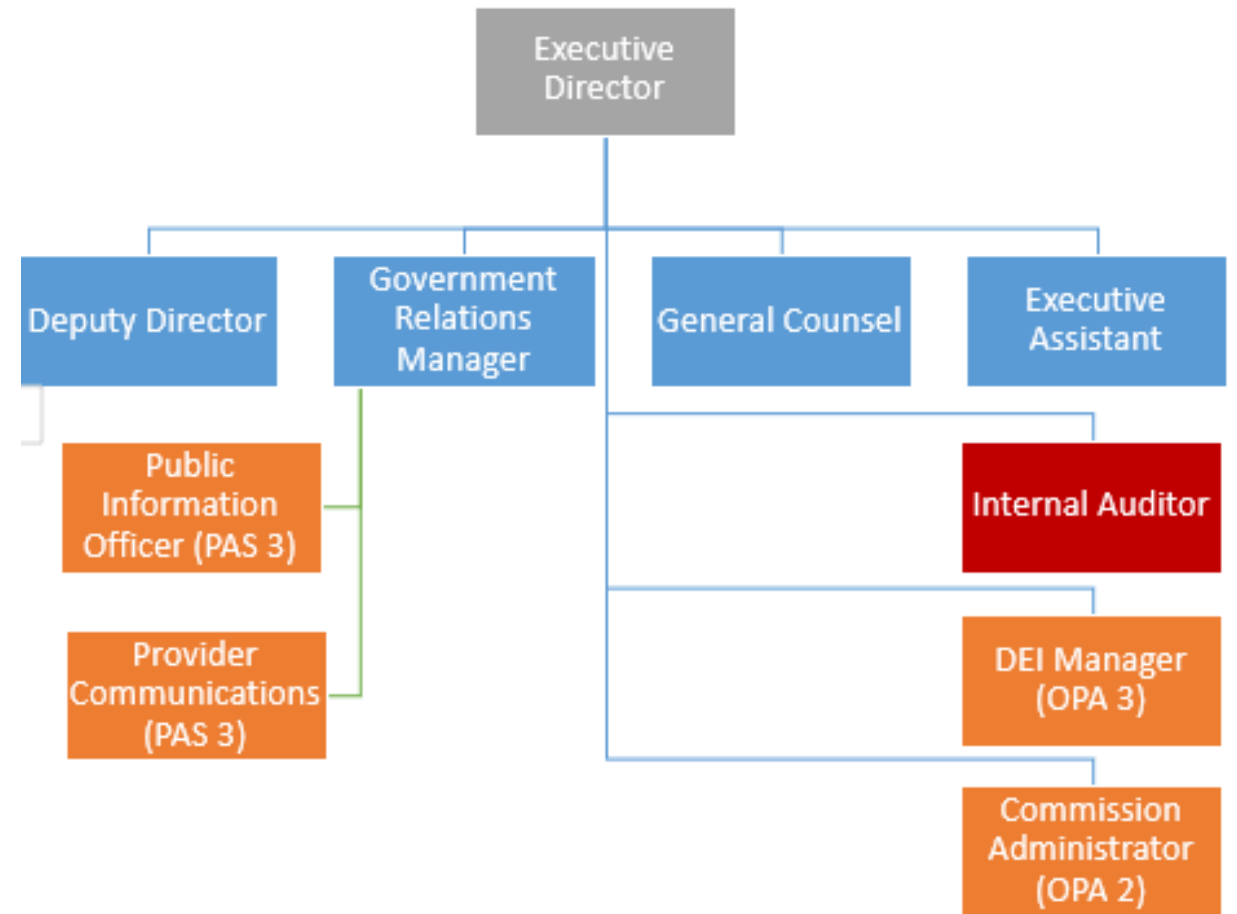 Executive
Director
Deputy Director
Government
Relations
Manager
General Counsel
Executive
Assistant
Public
Information
Officer (PAS 3)
Internal Auditor
Provider
Communications
(PAS 3)
DEI Manager
(OPA 3)
Commission
Administrator
(OPA 2)